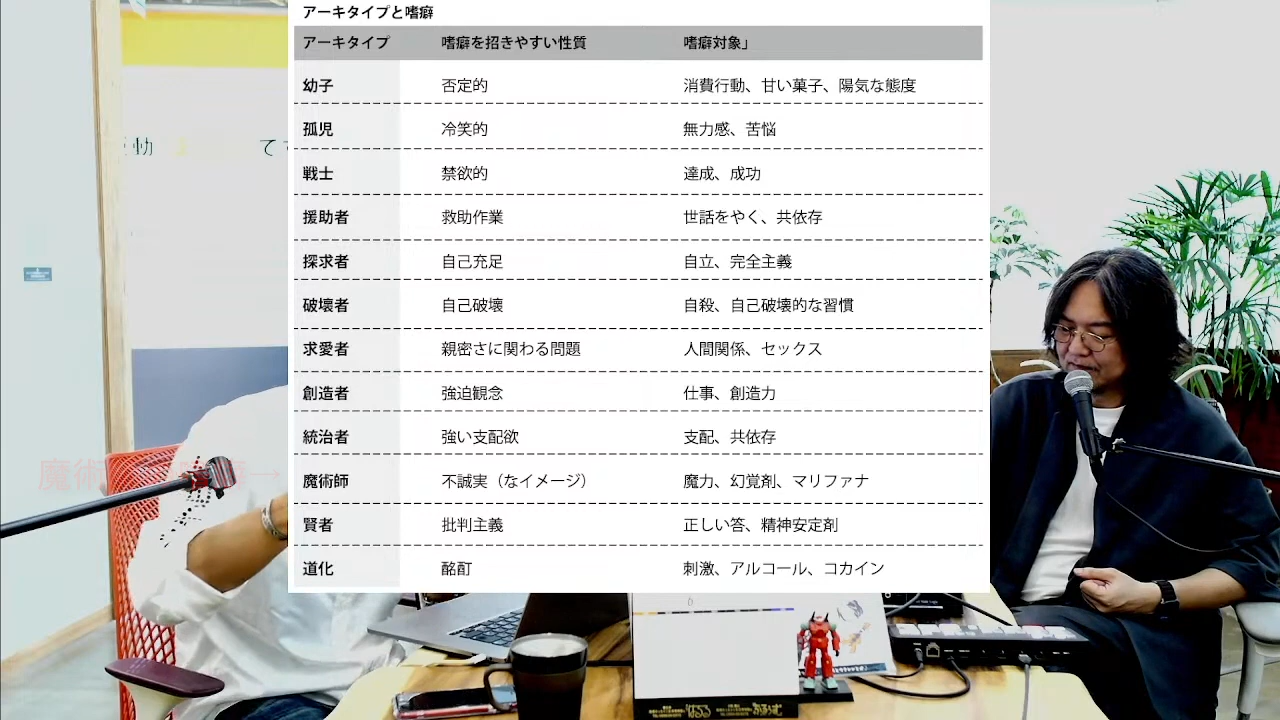 アーキタイプと嗜癖
アーキタイプ 嗜癖を招きやすい性質 嗜癖対象」
幼子 否定的 消費行動、甘い菓子、陽気な態度
孤児 冷笑的 無力感、苦悩
戦士 禁欲的 達成、成功
援助者 救助作業 世話をやく、共依存
探求者 自己充足 自立、完全主義
破壊者 自己破壊 自殺、自己破壊的な習慣
求愛者 親密さに関わる問題 人間関係、セックス
創造者 強迫観念 仕事、創造力
統治者 強い支配欲 支配、共依存
魔術師 不誠実（なイメージ） 魔力、幻覚剤、マリファナ
賢者 批判主義 正しい答、精神安定剤
道化 酩酊 刺激、アルコール、コカイン
動 て
魔術 癖→